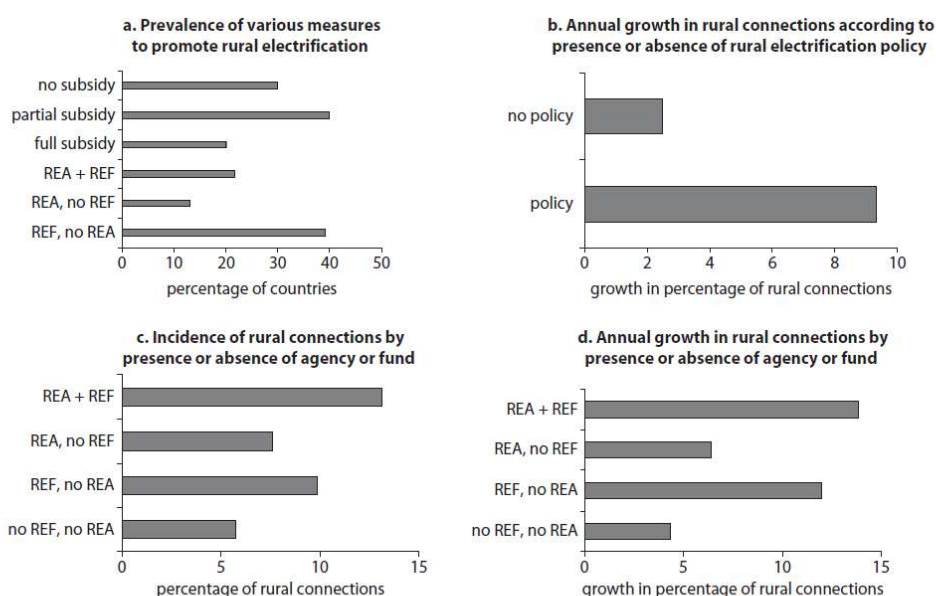 a. Prevalence of various measures
to promote rural electrification
no subsidy
partial subsidy
full subsidy
REA + REF
REA, no REF
REF, no REA
0 10 20 30 40 50
percentage of countries
b. Annual growth in rural connections according to
presence or absence of rural electrification policy
no policy
policy
0 2 4 6 8 10
growth in percentage of rural connections
c. Incidence of rural connections by
presence or absence of agency or fund
REA + REF
REA, no REF
REF, no REA
no REF, no REA
0 5 10 15
percentage of rural connections
d. Annual growth in rural connections by
presence or absence of agency or fund
REA + REF
REA, no REF
REF, no REA
no REF, no REA
0 5 10 15
growth in percentage of rural connections